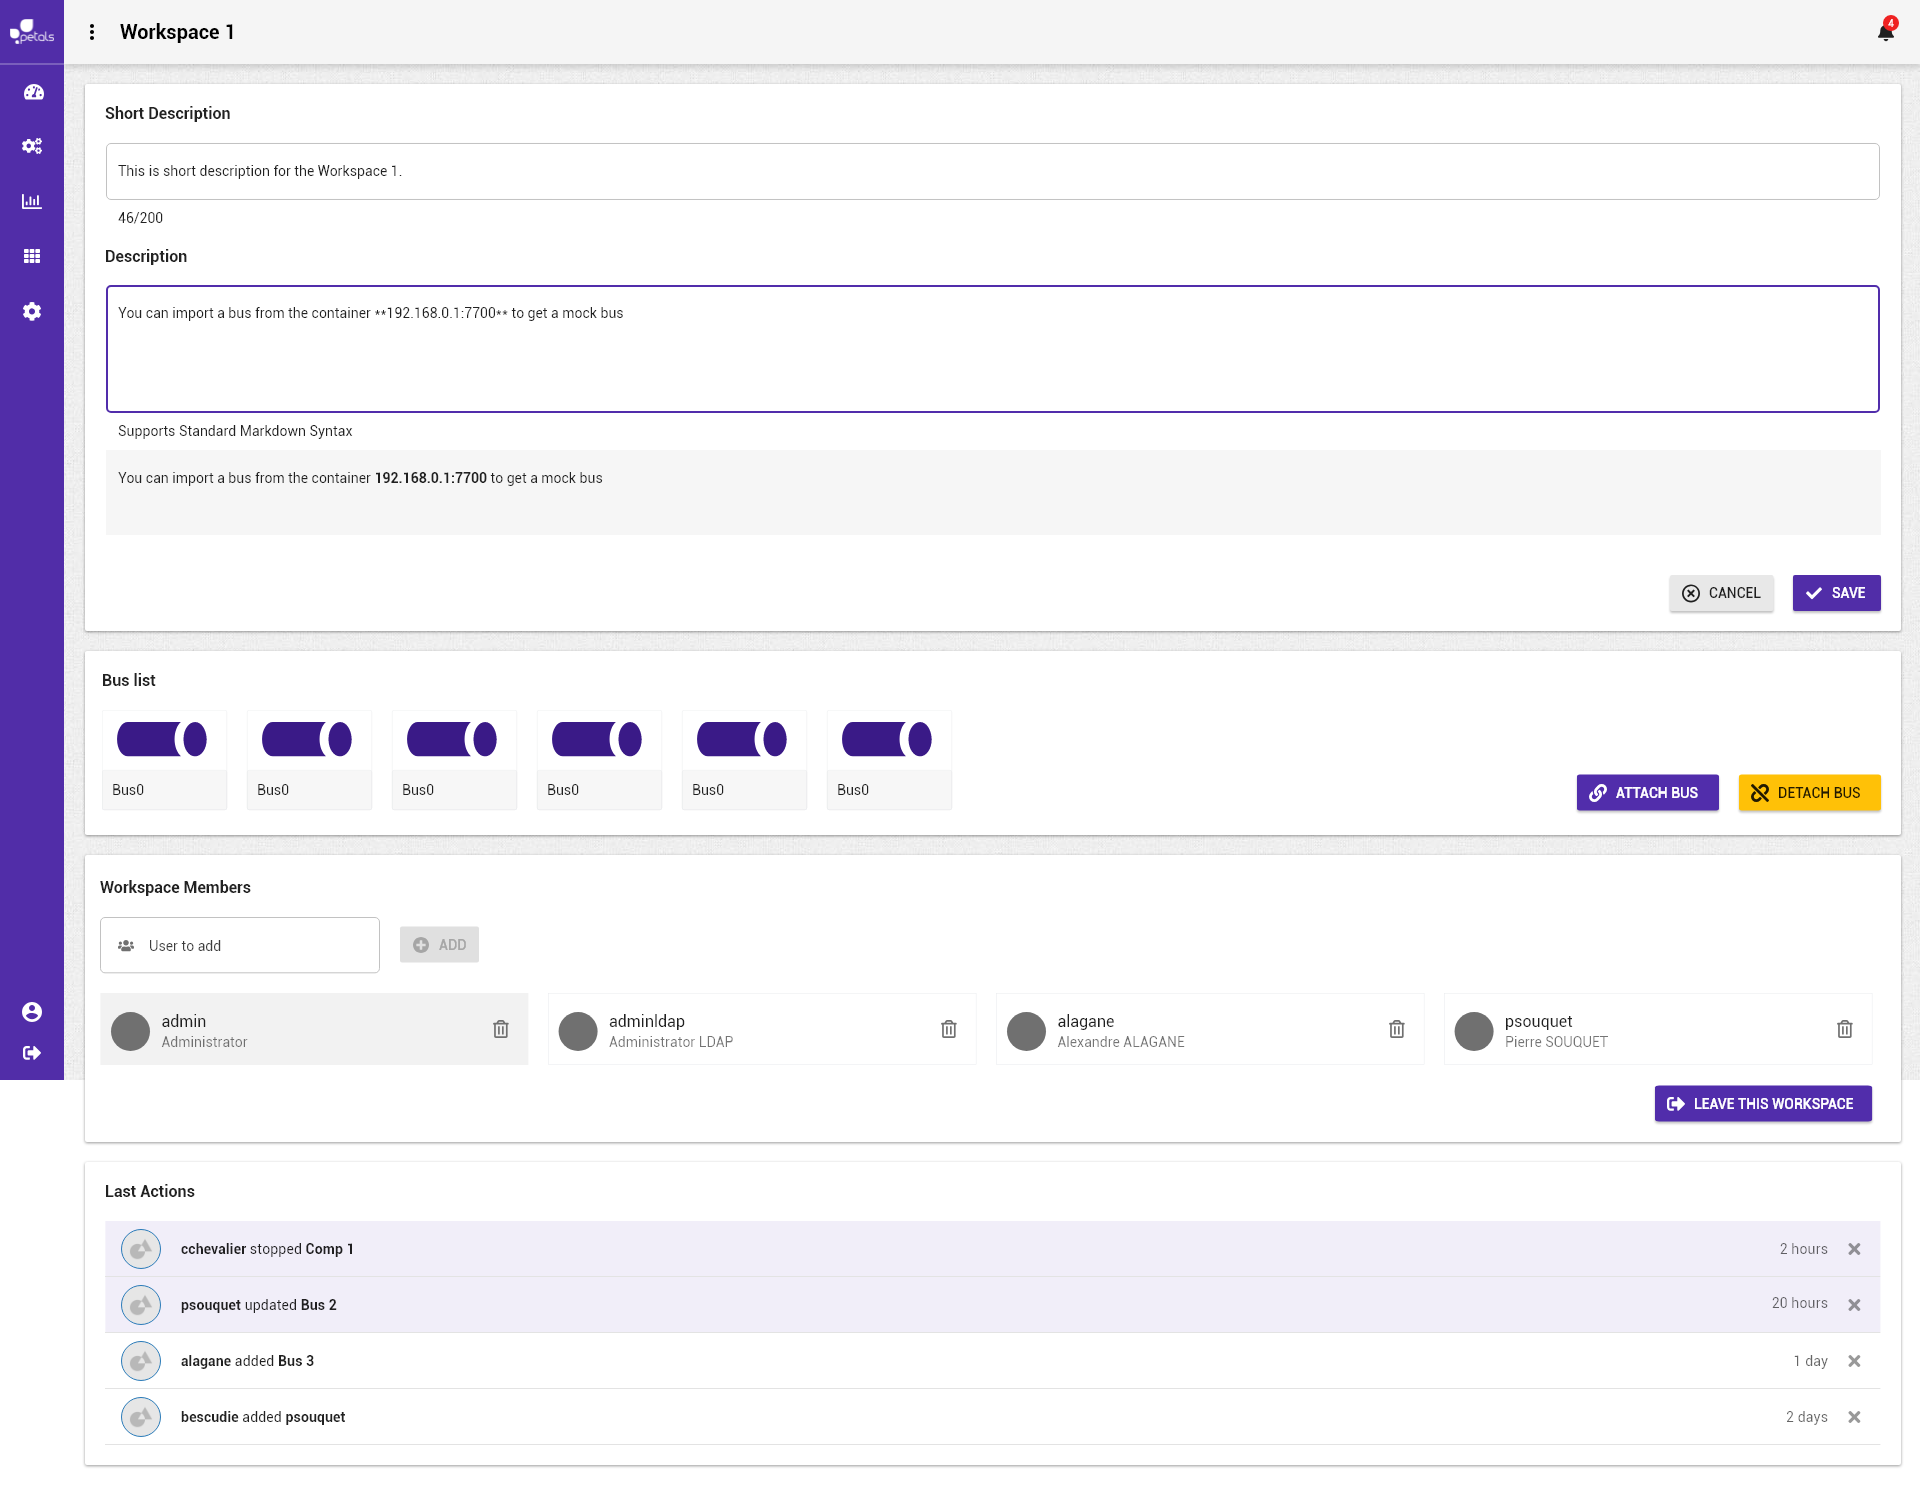 petals
Workspace 1
4
Short Description
This is short description for the Workspace 1.
46/200
Description
You can import a bus from the container **192.168.0.1:7700** to get a mock bus
Supports Standard Markdown Syntax
You can import a bus from the container 192.168.0.1:7700 to get a mock bus
CANCEL
SAVE
Bus list
Bus0
Bus0
Bus0
Bus0
Bus0
Bus0
ATTACH BUS
DETACH BUS
Workspace Members
User to add
ADD
admin
Administrator
adminldap
Administrator LDAP
alagane
Alexandre ALAGANE
psouquet
Pierre SOUQUET
LEAVE THIS WORKSPACE
Last Actions
cchevalier stopped Comp 1
2 hours
psouquet updated Bus 2
20 hours
alagane added Bus 3
1 day
bescudie added psouquet
2 days